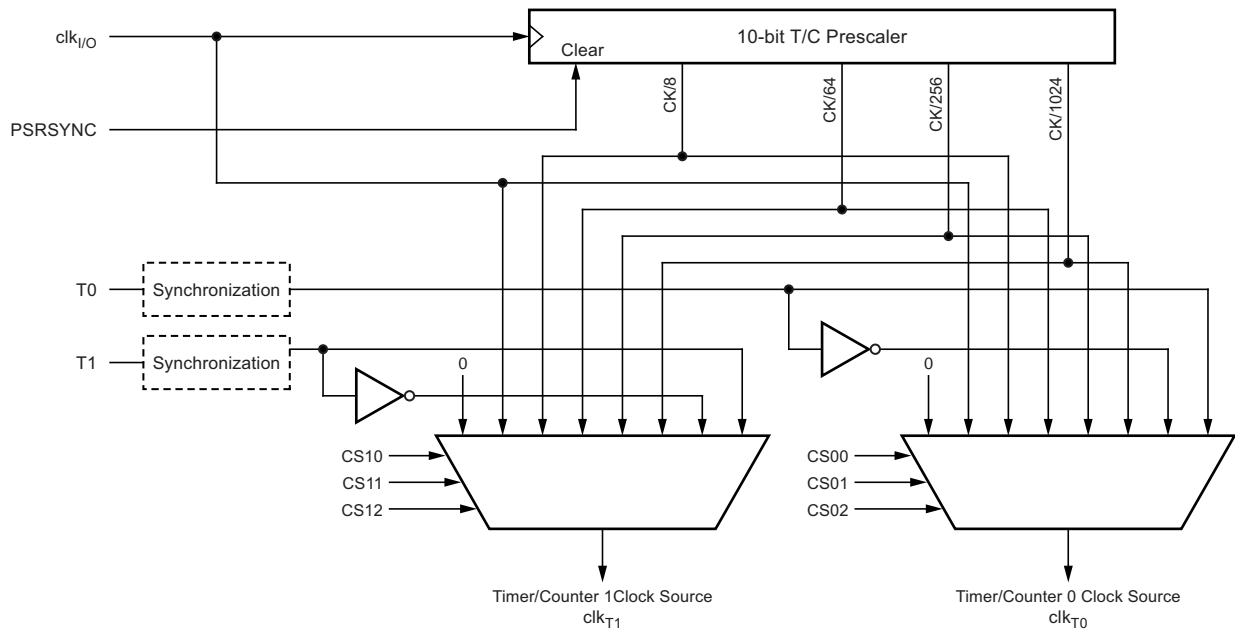 clkI/O
10-bit T/C Prescaler
Clear
CK/8
CK/64
CK/256
CK/1024
PSRSYNC
T0
Synchronization
T1
Synchronization
0
0
CS10
CS11
CS12
CS00
CS01
CS02
Timer/Counter 1Clock Source
clkT1
Timer/Counter 0 Clock Source
clkT0